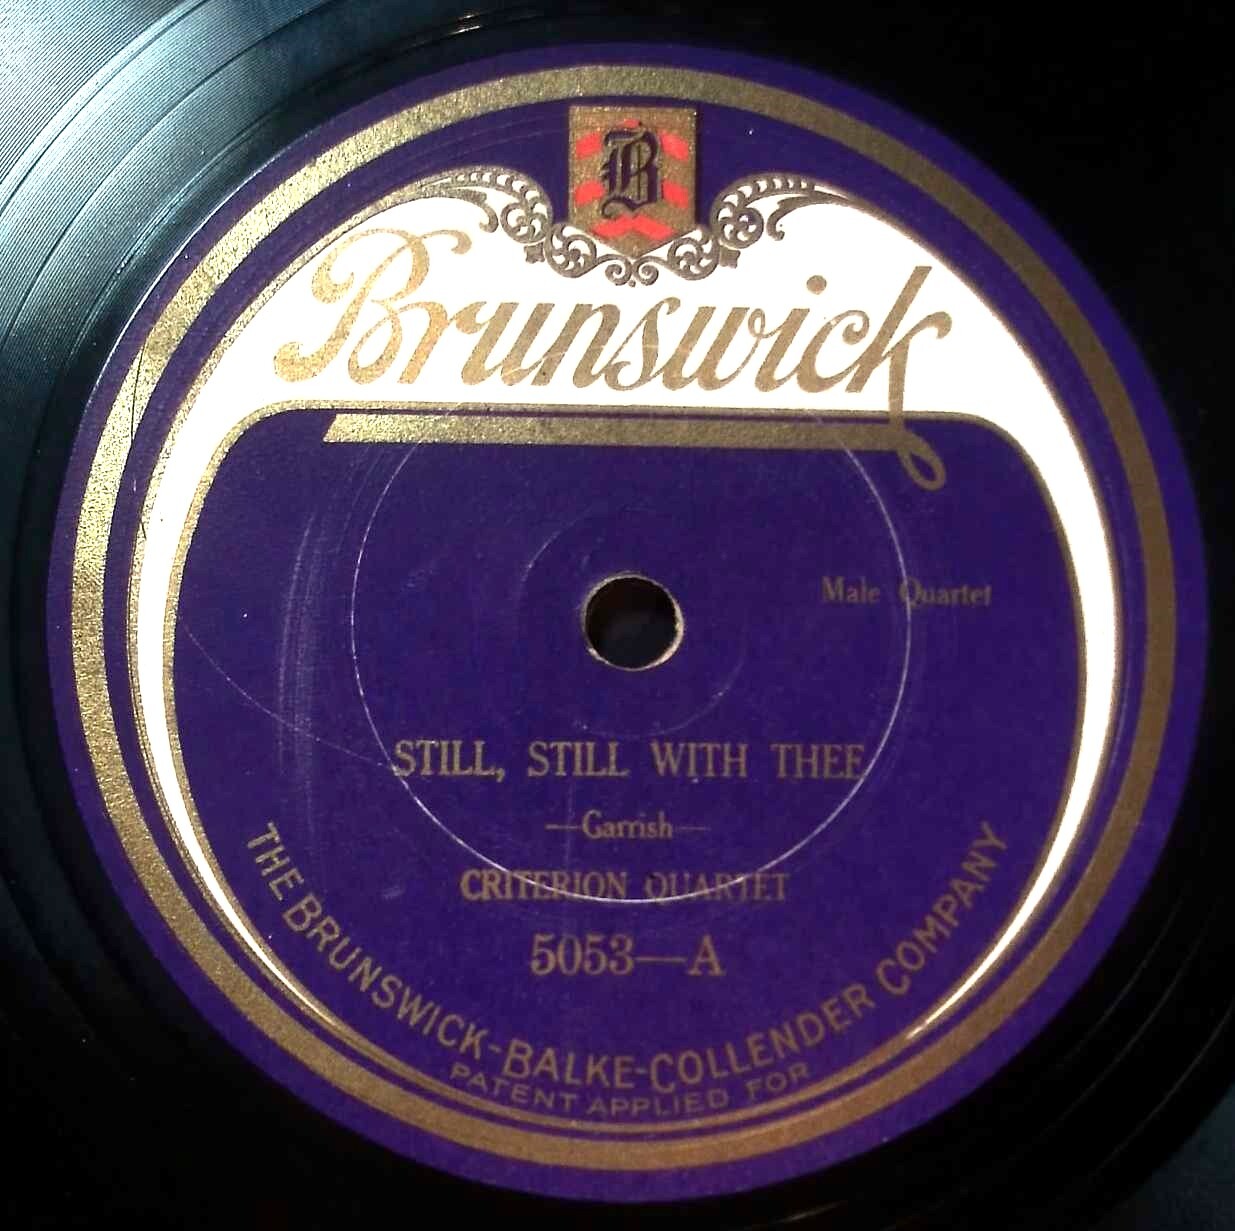 B
Brunswick
Male Quartet
STILL, STILL WITH THEE
—Garrish—
CRITERION QUARTET
5053—A
THE BRUNSWICK-BALKE-COLLENDER COMPANY
PATENT APPLIED FOR